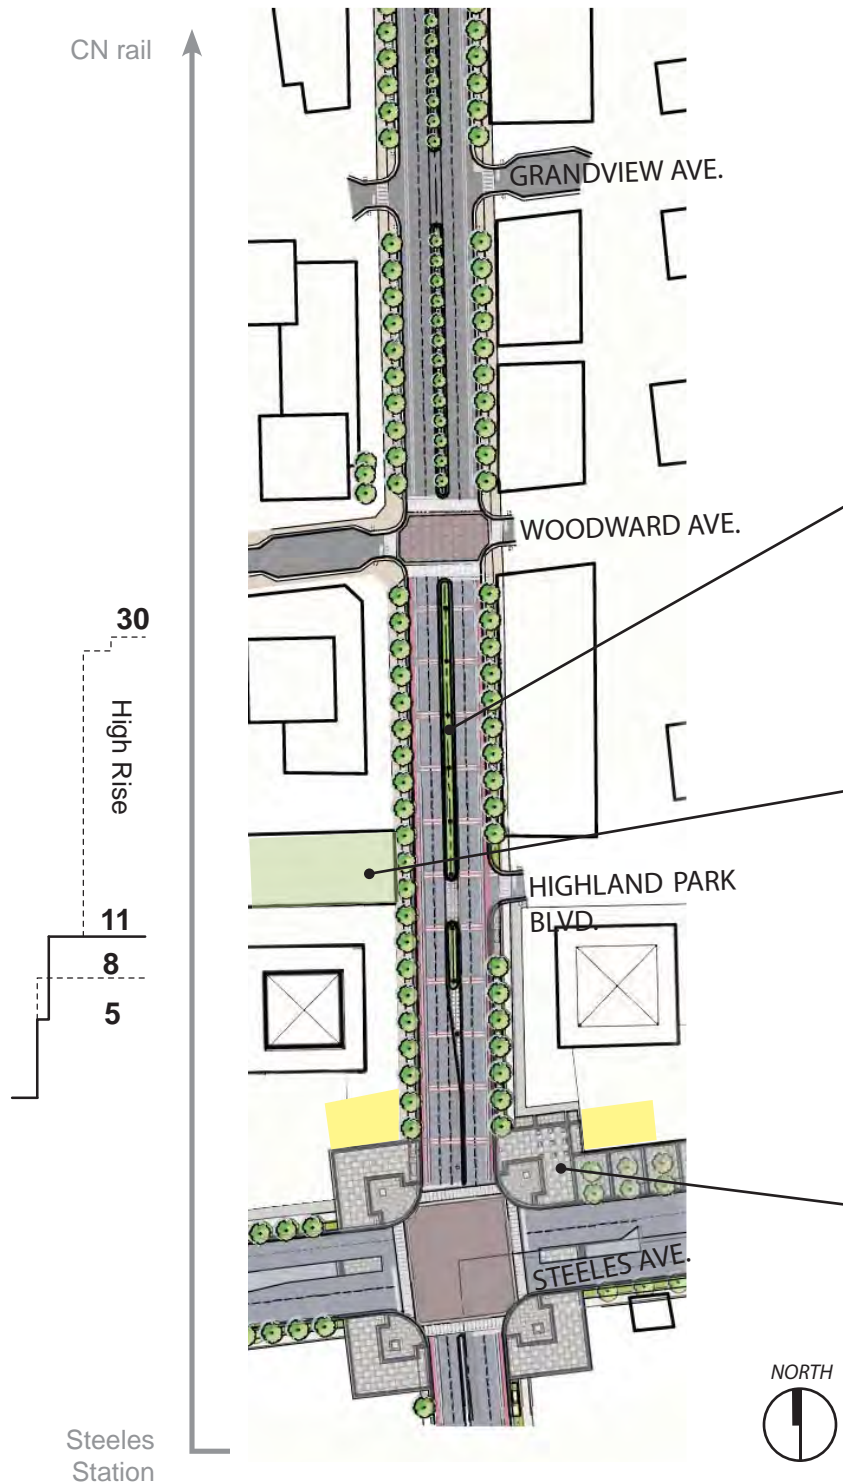 CN rail
GRANDVIEW AVE.
WOODWARD AVE.
30
High Rise
11
8
5
HIGHLAND PARK
BLVD.
STEELES AVE.
NORTH
Steeles
Station